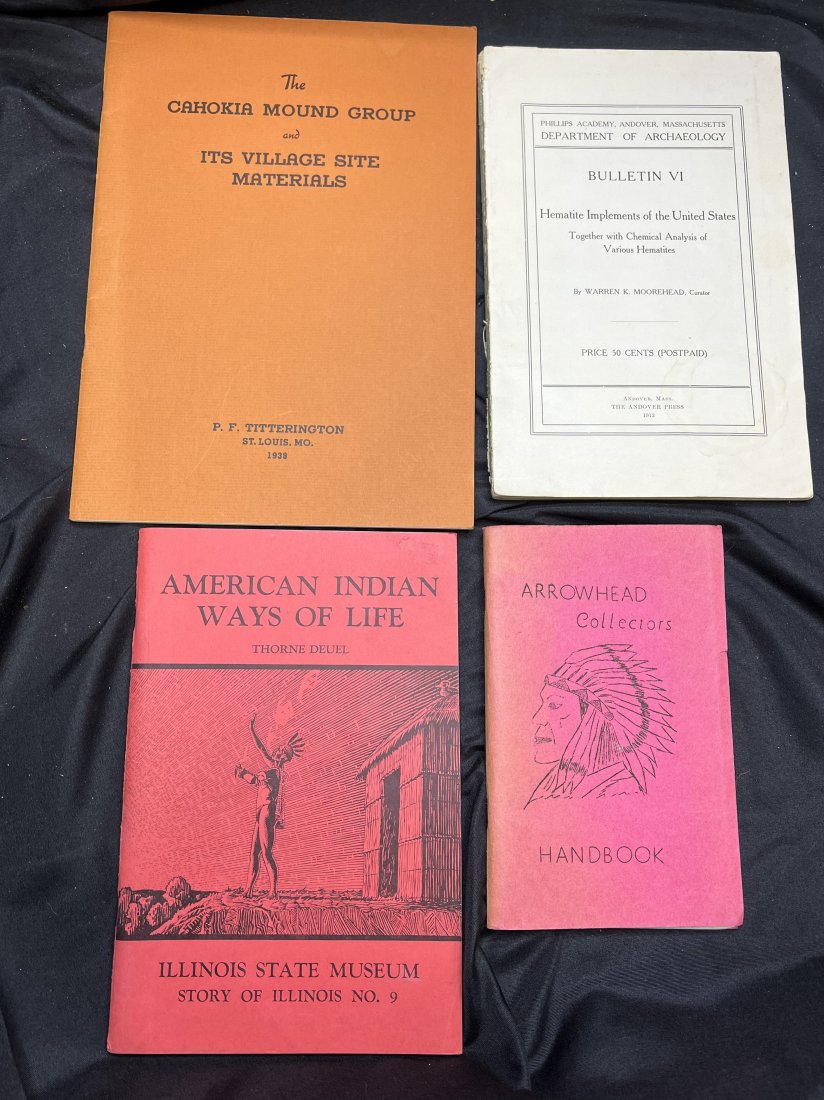 The
CAHOKIA MOUND GROUP
and
ITS VILLAGE SITE
MATERIALS
P. F. TITTERINGTON
ST. LOUIS, MO.
1938
PHILLIPS ACADEMY, ANDOVER, MASSACHUSETTS
DEPARTMENT OF ARCHAEOLOGY
BULLETIN VI
Hematite Implements of the United States
Together with Chemical Analysis of
Various Hematites
By WARREN K. MOOREHEAD, Curator
PRICE 50 CENTS (POSTPAID)
ANDOVER, MASS.
THE ANDOVER PRESS
1912
AMERICAN INDIAN
WAYS OF LIFE
THORNE DEUEL
ILLINOIS STATE MUSEUM
STORY OF ILLINOIS NO. 9
ARROWHEAD
Collectors
HANDBOOK